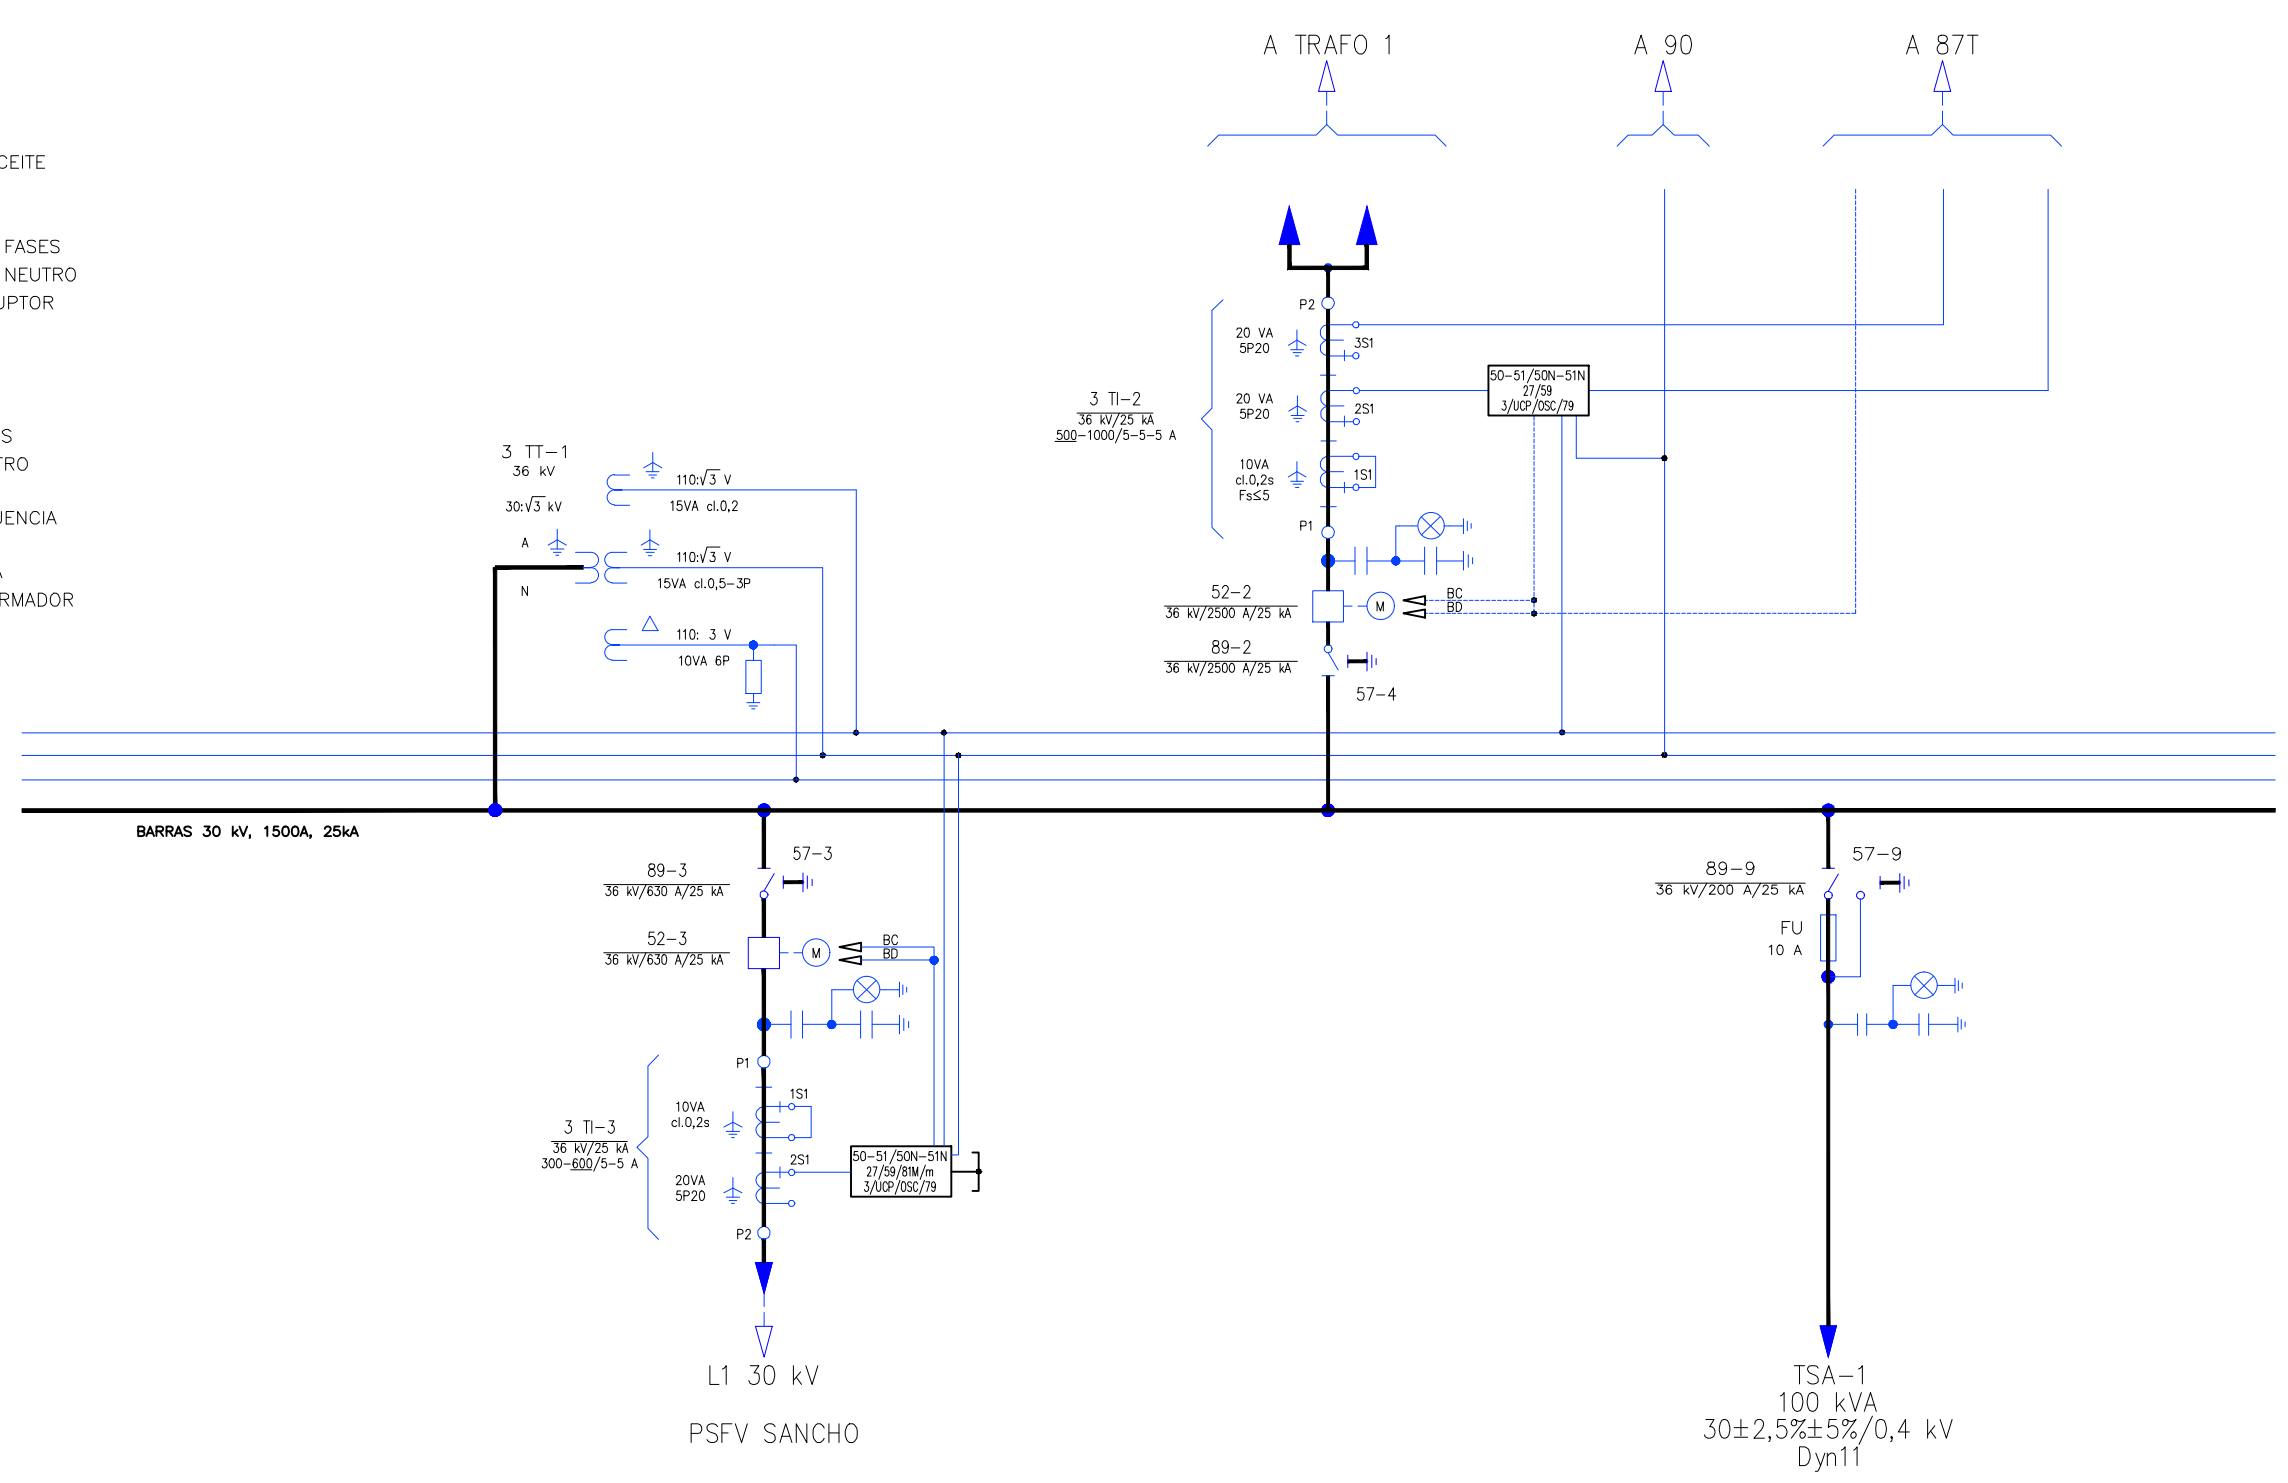 A TRAFO 1
A 90
A 87T
CEITE
FASES
NEUTRO
UPTOR
S
TRO
UENCIA
A
RMADOR
3 TT-1
36 kV
30:√3 kV
A
N
110:√3 V
15VA cl.0,2
110:√3 V
15VA cl.0,5-3P
110: 3 V
10VA 6P
3 TI-2
36 kV/25 kA
500-1000/5-5-5 A
P2
20 VA
5P20
3S1
20 VA
5P20
2S1
10VA
cl.0,2s
Fs≤5
1S1
P1
50-51/50N-51N
27/59
3/UCP/OSC/79
52-2
36 kV/2500 A/25 kA
M
BC
BD
89-2
36 kV/2500 A/25 kA
57-4
BARRAS 30 kV, 1500A, 25kA
57-3
89-3
36 kV/630 A/25 kA
52-3
36 kV/630 A/25 kA
M
BC
BD
P1
3 TI-3
36 kV/25 kA
300-600/5-5 A
10VA
cl.0,2s
1S1
20VA
5P20
2S1
P2
50-51/50N-51N
27/59/81M/m
3/UCP/OSC/79
L1 30 kV
PSFV SANCHO
57-9
89-9
36 kV/200 A/25 kA
FU
10 A
TSA-1
100 kVA
30±2,5%±5%/0,4 kV
Dyn11